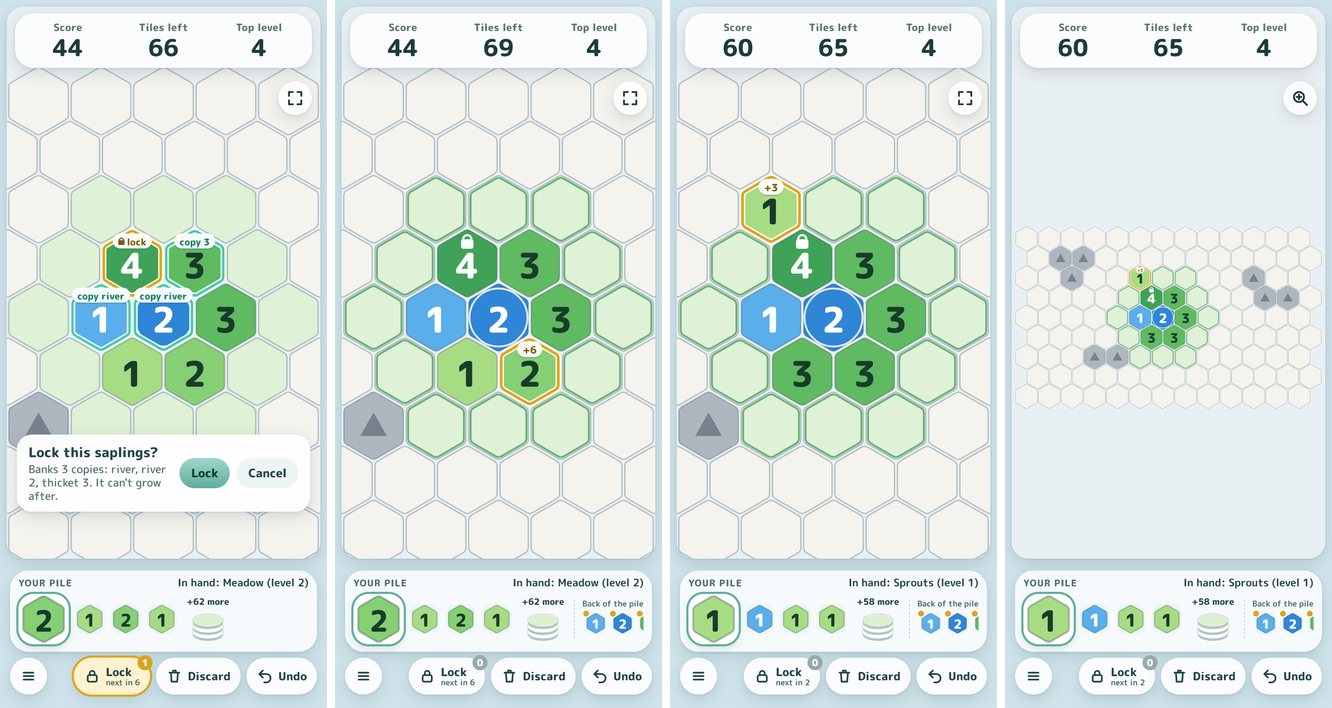 Score Tiles left Top level
44 66 4
lock copy 3
4 3
copy river copy river
1 2 3
1 2
Lock this saplings?
Banks 3 copies: river, river
2, thicket 3. It can't grow
after.
Lock Cancel
YOUR PILE In hand: Meadow (level 2)
2 1 2 1 +62 more
Lock 1
next in 6
Discard Undo
Score Tiles left Top level
44 69 4
4 3
1 2 3
+6
1 2
YOUR PILE In hand: Meadow (level 2)
2 1 2 1 +62 more
Back of the pile
1 2
Lock 0
next in 6
Discard Undo
Score Tiles left Top level
60 65 4
+3
1
4 3
1 2 3
3 3
YOUR PILE In hand: Sprouts (level 1)
1 1 1 1 +58 more
Back of the pile
1 2
Lock 0
next in 2
Discard Undo
Score Tiles left Top level
60 65 4
1
4 3
1 2 3
3 3
YOUR PILE In hand: Sprouts (level 1)
1 1 1 1 +58 more
Back of the pile
1 2
Lock 0
next in 2
Discard Undo